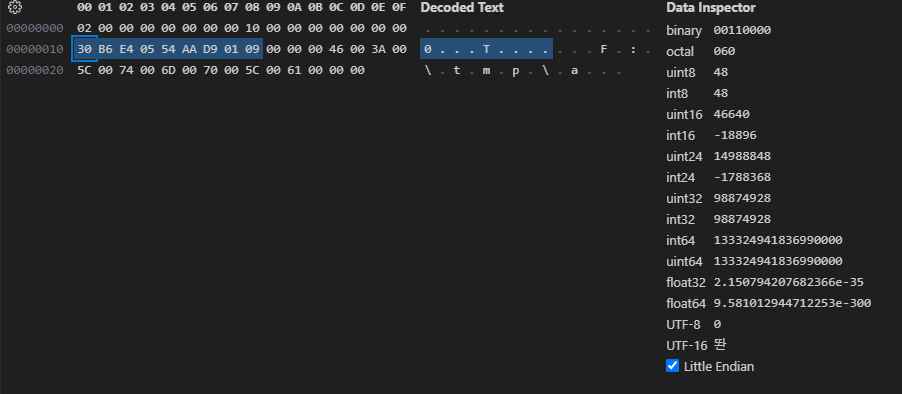 00 01 02 03 04 05 06 07 08 09 0A 0B 0C 0D 0E 0F Decoded Text Data Inspector
00000000 02 00 00 00 00 00 00 00 10 00 00 00 00 00 00 00 . . . . . . . . . . . . . . . .
00000010 30 B6 E4 05 54 AA D9 01 09 00 00 00 46 00 3A 00 0 . . . T . . . . . . . F . : .
00000020 5C 00 74 00 6D 00 70 00 5C 00 61 00 00 00 \ . t . m . p . \ . a . . .
binary 00110000
octal 060
uint8 48
int8 48
uint16 46640
int16 -18896
uint24 14988848
int24 -1788368
uint32 98874928
int32 98874928
int64 133324941836990000
uint64 133324941836990000
float32 2.150794207682366e-35
float64 9.581012944712253e-300
UTF-8 0
UTF-16 똰
Little Endian